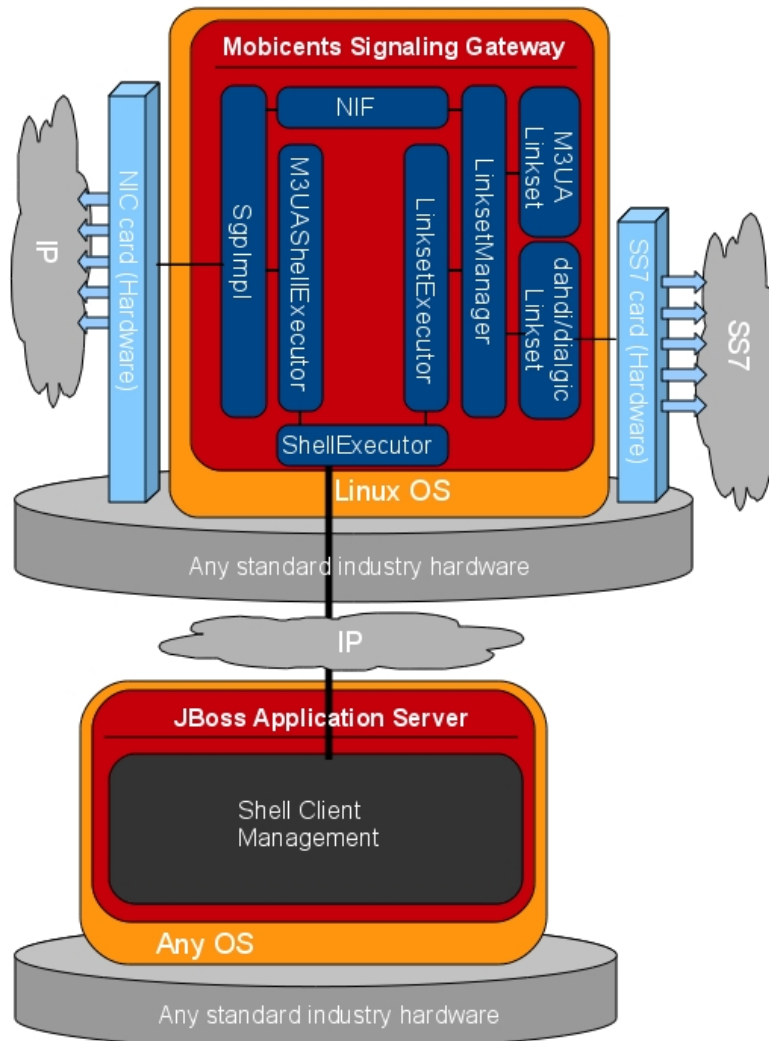 Mobicents Signaling Gateway
NIF
SgpImpl
M3UAShellExecutor
LinksetExecutor
LinksetManager
M3UA
Linkset
dahdi/dialgic
Linkset
ShellExecutor
Linux OS
IP
NIC card (Hardware)
SS7 card (Hardware)
SS7
Any standard industry hardware
IP
JBoss Application Server
Shell Client
Management
Any OS
Any standard industry hardware